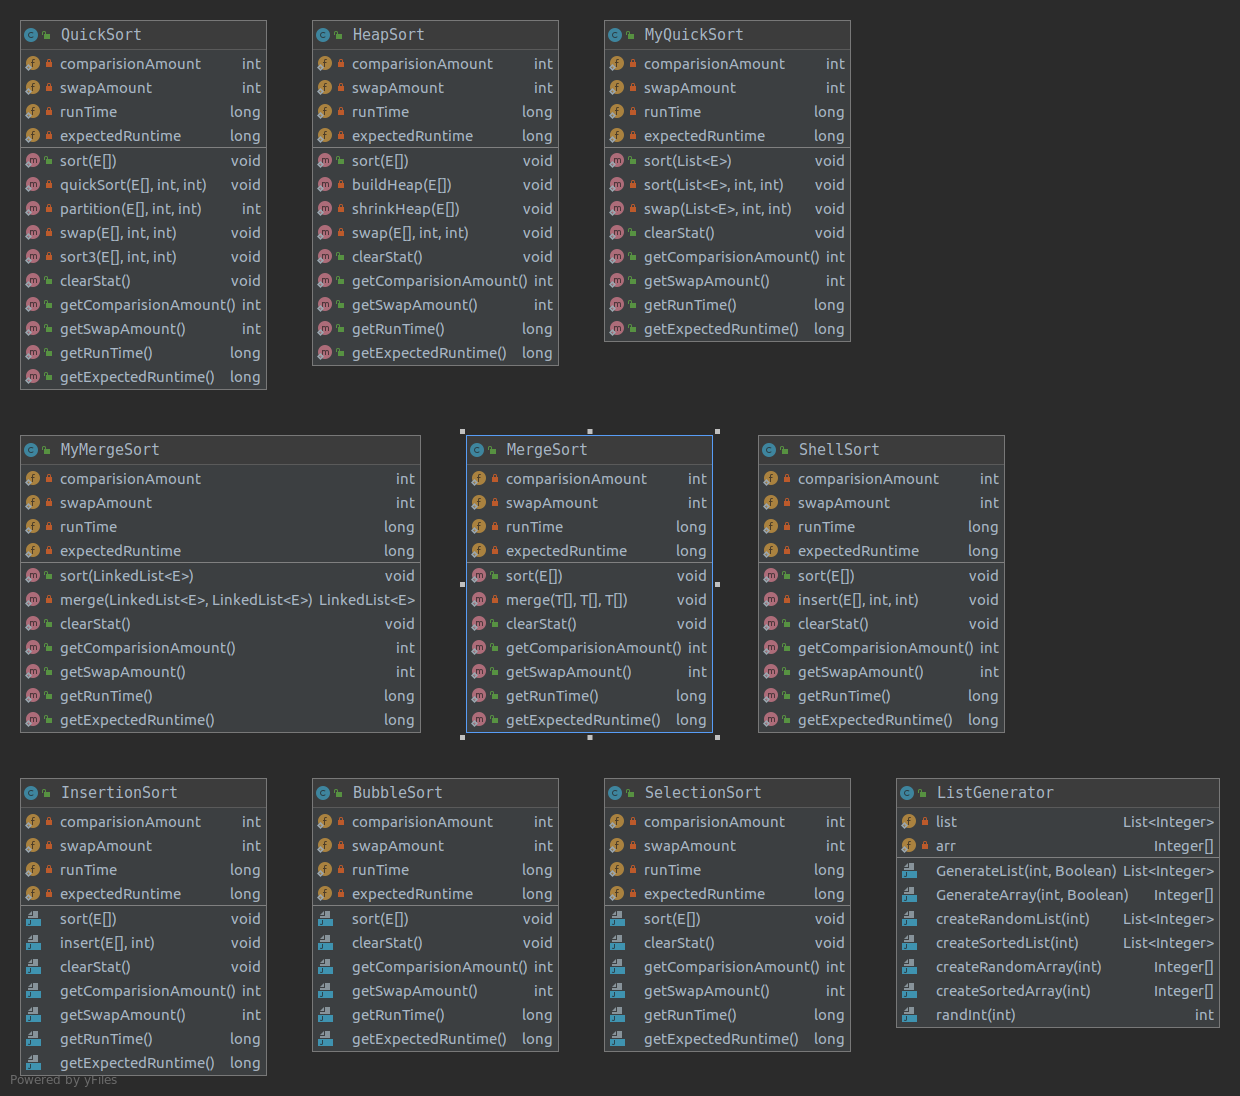 QuickSort
comparisionAmount int
swapAmount int
runTime long
expectedRuntime long
sort(E[]) void
quickSort(E[], int, int) void
partition(E[], int, int) int
swap(E[], int, int) void
sort3(E[], int, int) void
clearStat() void
getComparisionAmount() int
getSwapAmount() int
getRunTime() long
getExpectedRuntime() long
HeapSort
comparisionAmount int
swapAmount int
runTime long
expectedRuntime long
sort(E[]) void
buildHeap(E[]) void
shrinkHeap(E[]) void
swap(E[], int, int) void
clearStat() void
getComparisionAmount() int
getSwapAmount() int
getRunTime() long
getExpectedRuntime() long
MyQuickSort
comparisionAmount int
swapAmount int
runTime long
expectedRuntime long
sort(List<E>) void
sort(List<E>, int, int) void
swap(List<E>, int, int) void
clearStat() void
getComparisionAmount() int
getSwapAmount() int
getRunTime() long
getExpectedRuntime() long
MyMergeSort
comparisionAmount int
swapAmount int
runTime long
expectedRuntime long
sort(LinkedList<E>) void
merge(LinkedList<E>, LinkedList<E>) LinkedList<E>
clearStat() void
getComparisionAmount() int
getSwapAmount() int
getRunTime() long
getExpectedRuntime() long
MergeSort
comparisionAmount int
swapAmount int
runTime long
expectedRuntime long
sort(E[]) void
merge(T[], T[], T[]) void
clearStat() void
getComparisionAmount() int
getSwapAmount() int
getRunTime() long
getExpectedRuntime() long
ShellSort
comparisionAmount int
swapAmount int
runTime long
expectedRuntime long
sort(E[]) void
insert(E[], int, int) void
clearStat() void
getComparisionAmount() int
getSwapAmount() int
getRunTime() long
getExpectedRuntime() long
InsertionSort
comparisionAmount int
swapAmount int
runTime long
expectedRuntime long
sort(E[]) void
insert(E[], int) void
clearStat() void
getComparisionAmount() int
getSwapAmount() int
getRunTime() long
getExpectedRuntime() long
BubbleSort
comparisionAmount int
swapAmount int
runTime long
expectedRuntime long
sort(E[]) void
clearStat() void
getComparisionAmount() int
getSwapAmount() int
getRunTime() long
getExpectedRuntime() long
SelectionSort
comparisionAmount int
swapAmount int
runTime long
expectedRuntime long
sort(E[]) void
clearStat() void
getComparisionAmount() int
getSwapAmount() int
getRunTime() long
getExpectedRuntime() long
ListGenerator
list List<Integer>
arr Integer[]
GenerateList(int, Boolean) List<Integer>
GenerateArray(int, Boolean) Integer[]
createRandomList(int) List<Integer>
createSortedList(int) List<Integer>
createRandomArray(int) Integer[]
createSortedArray(int) Integer[]
randInt(int) int
Powered by yFiles